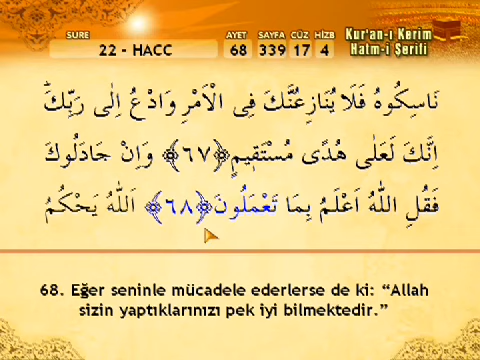 SURE AYET SAYFA CÜZ HİZB
22 - HACC 68 339 17 4
Kur'an-ı Kerim
Hatm-i Şerifi
نَاسِكُوهُ فَلَا يُنَازِعُنَّكَ فِى الْاَمْرِ وَادْعُ اِلٰى رَبِّكَۜ
اِنَّكَ لَعَلٰى هُدًى مُسْتَقٖيمٍ ﴿٦٧﴾ وَاِنْ جَادَلُوكَ
فَقُلِ اللّٰهُ اَعْلَمُ بِمَا تَعْمَلُونَ ﴿٦٨﴾ اَللّٰهُ يَحْكُمُ
68. Eğer seninle mücadele ederlerse de ki: “Allah
sizin yaptıklarınızı pek iyi bilmektedir.”